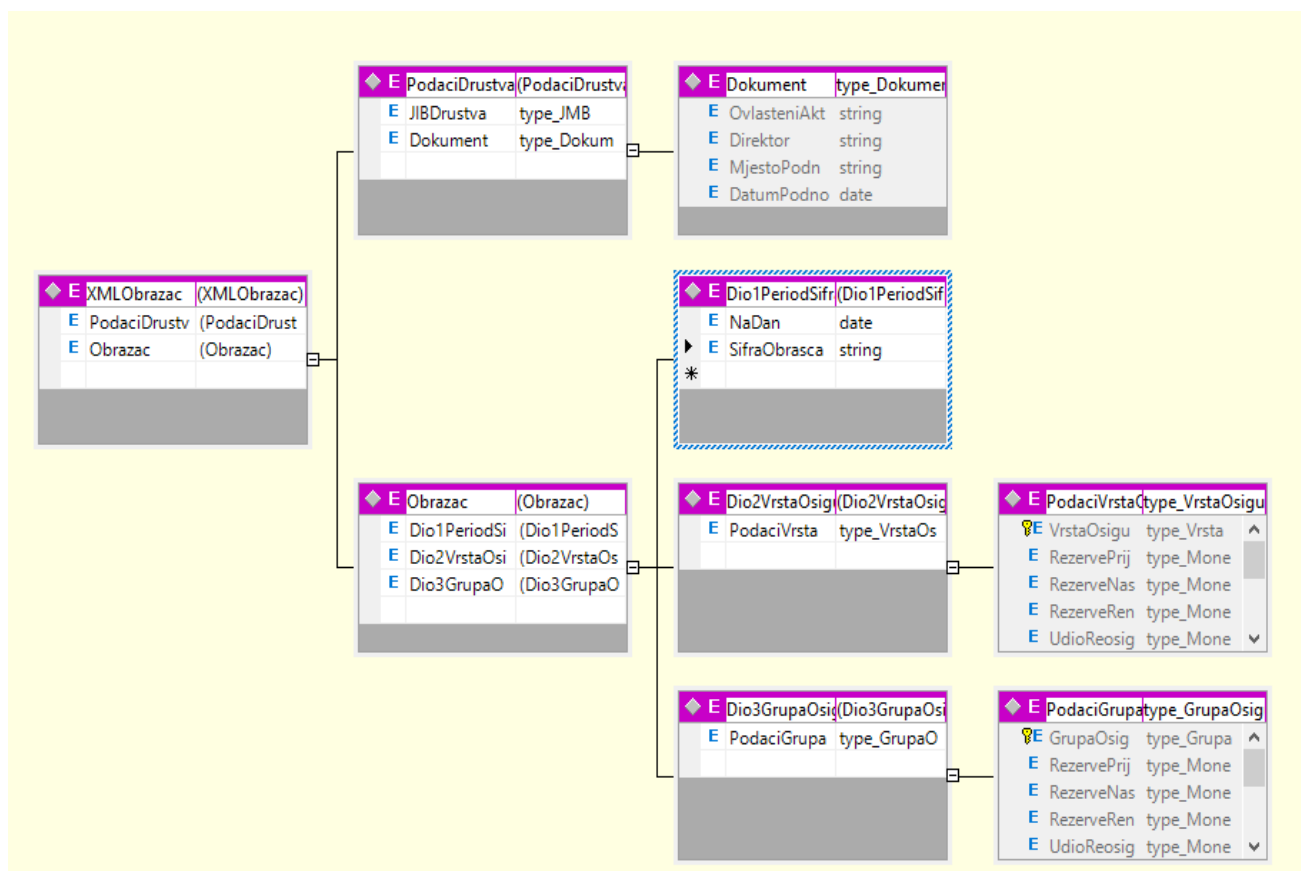 E PodaciDrustva (PodaciDrustv
E JIBDrustva type_JMB
E Dokument type_Dokum
E Dokument type_Dokumen
E OvlasteniAkt string
E Direktor string
E MjestoPodn string
E DatumPodno date
E XMLObrazac (XMLObrazac)
E PodaciDrustv (PodaciDrust
E Obrazac (Obrazac)
E Dio1PeriodSifr (Dio1PeriodSif
E NaDan date
E SifraObrasca string
E Obrazac (Obrazac)
E Dio1PeriodSi (Dio1PeriodS
E Dio2VrstaOsi (Dio2VrstaOs
E Dio3GrupaO (Dio3GrupaO
E Dio2VrstaOsig (Dio2VrstaOsig
E PodaciVrsta type_VrstaOs
E PodaciVrsta type_VrstaOsigu
E VrstaOsigu type_Vrsta
E RezervePrij type_Mone
E RezerveNas type_Mone
E RezerveRen type_Mone
E UdioReosig type_Mone
E Dio3GrupaOsig (Dio3GrupaOsi
E PodaciGrupa type_GrupaO
E PodaciGrupa type_GrupaOsig
E GrupaOsig type_Grupa
E RezervePrij type_Mone
E RezerveNas type_Mone
E RezerveRen type_Mone
E UdioReosig type_Mone